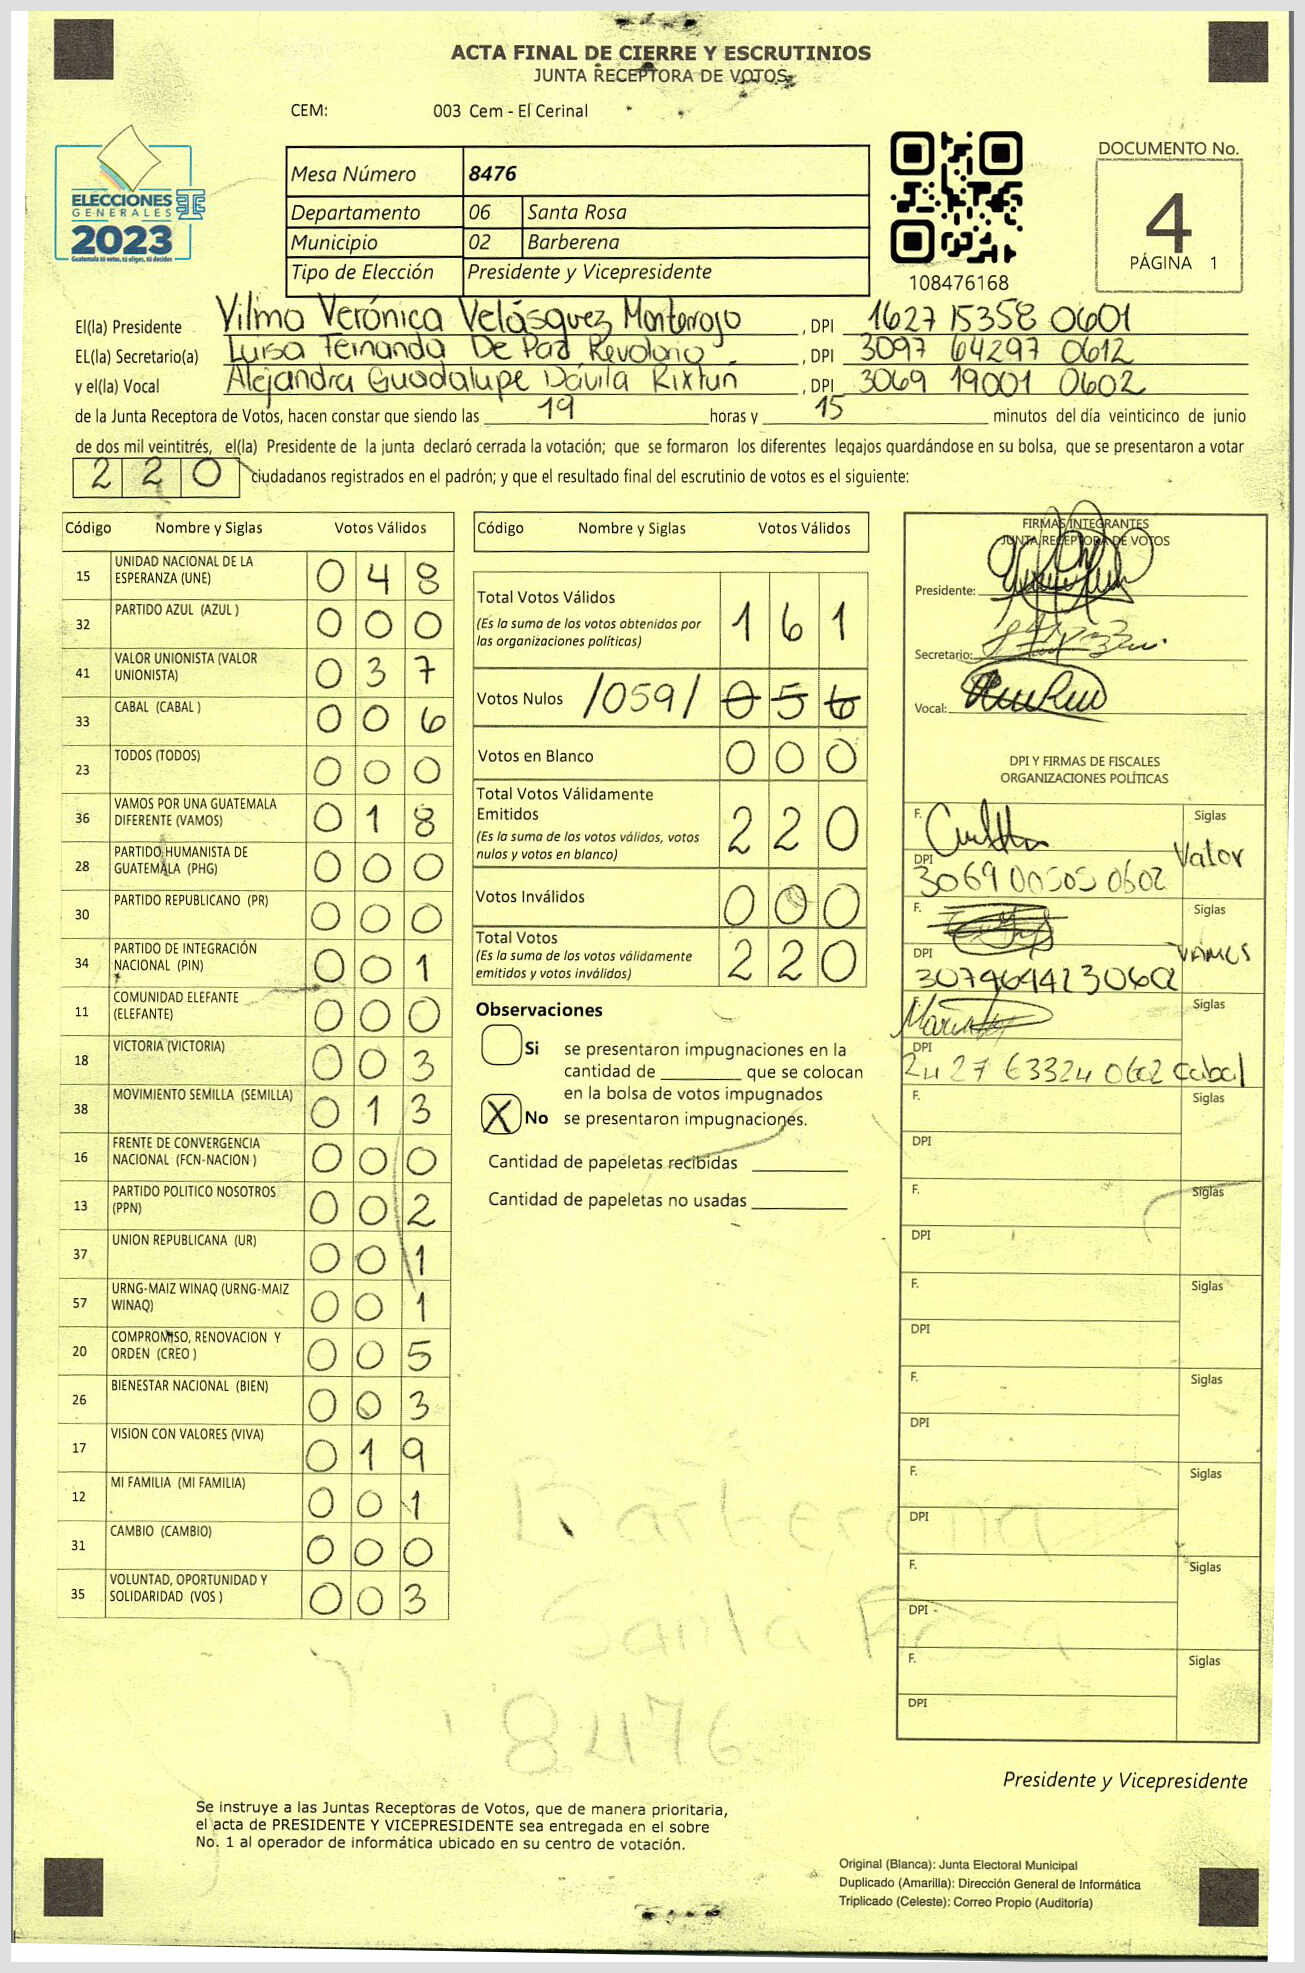 ACTA FINAL DE CIERRE Y ESCRUTINIOS
JUNTA RECEPTORA DE VOTOS
CEM: 003 Cem - El Cerinal
ELECCIONES
GENERALES
2023
Guatemala tú votas, tú eliges, tú decides
Mesa Número 8476
Departamento 06 Santa Rosa
Municipio 02 Barberena
Tipo de Elección Presidente y Vicepresidente
108476168
DOCUMENTO No.
4
PÁGINA 1
El(la) Presidente Vilma Verónica Velásquez Monterroso, DPI 1627 15358 0601
EL(la) Secretario(a) Luisa Fernanda De Paz Revolorio, DPI 3097 64297 0612
y el(la) Vocal Alejandra Guadalupe Dávila Rixtun, DPI 3069 19001 0602
de la Junta Receptora de Votos, hacen constar que siendo las 19 horas y 15 minutos del día veinticinco de junio
de dos mil veintitrés, el(la) Presidente de la junta declaró cerrada la votación; que se formaron los diferentes legajos guardándose en su bolsa, que se presentaron a votar
220 ciudadanos registrados en el padrón; y que el resultado final del escrutinio de votos es el siguiente:
Código Nombre y Siglas Votos Válidos
15 UNIDAD NACIONAL DE LA
ESPERANZA (UNE) 0 4 8
32 PARTIDO AZUL (AZUL ) 0 0 0
41 VALOR UNIONISTA (VALOR
UNIONISTA) 0 3 7
33 CABAL (CABAL ) 0 0 6
23 TODOS (TODOS) 0 0 0
36 VAMOS POR UNA GUATEMALA
DIFERENTE (VAMOS) 0 1 8
28 PARTIDO HUMANISTA DE
GUATEMALA (PHG) 0 0 0
30 PARTIDO REPUBLICANO (PR) 0 0 0
34 PARTIDO DE INTEGRACIÓN
NACIONAL (PIN) 0 0 1
11 COMUNIDAD ELEFANTE
(ELEFANTE) 0 0 0
18 VICTORIA (VICTORIA) 0 0 3
38 MOVIMIENTO SEMILLA (SEMILLA) 0 1 3
16 FRENTE DE CONVERGENCIA
NACIONAL (FCN-NACION ) 0 0 0
13 PARTIDO POLITICO NOSOTROS
(PPN) 0 0 2
37 UNION REPUBLICANA (UR) 0 0 1
57 URNG-MAIZ WINAQ (URNG-MAIZ
WINAQ) 0 0 1
20 COMPROMISO, RENOVACION Y
ORDEN (CREO ) 0 0 5
26 BIENESTAR NACIONAL (BIEN) 0 0 3
17 VISION CON VALORES (VIVA) 0 1 9
12 MI FAMILIA (MI FAMILIA) 0 0 1
31 CAMBIO (CAMBIO) 0 0 0
35 VOLUNTAD, OPORTUNIDAD Y
SOLIDARIDAD (VOS ) 0 0 3
Código Nombre y Siglas Votos Válidos
Total Votos Válidos 1 6 1
(Es la suma de los votos obtenidos por
las organizaciones políticas)
Votos Nulos /059/ 0 5 6
Votos en Blanco 0 0 0
Total Votos Válidamente
Emitidos 2 2 0
(Es la suma de los votos válidos, votos
nulos y votos en blanco)
Votos Inválidos 0 0 0
Total Votos 2 2 0
(Es la suma de los votos válidamente
emitidos y votos inválidos)
Observaciones
Si se presentaron impugnaciones en la
cantidad de ________ que se colocan
en la bolsa de votos impugnados
X No se presentaron impugnaciones.
Cantidad de papeletas recibidas
Cantidad de papeletas no usadas
FIRMAS INTEGRANTES
JUNTA RECEPTORA DE VOTOS
Presidente:
Secretario:
Vocal:
DPI Y FIRMAS DE FISCALES
ORGANIZACIONES POLÍTICAS
F. Siglas
Valor
DPI
3069 00505 0602
F. Siglas
VAMOS
DPI
3074694230602
Siglas
DPI
2427 63324 0602 Cabal
F. Siglas
DPI
F. Siglas
DPI
F. Siglas
DPI
F. Siglas
DPI
F. Siglas
DPI
F. Siglas
DPI
F. Siglas
DPI
Barberena
Santa Rosa
8476
Presidente y Vicepresidente
Se instruye a las Juntas Receptoras de Votos, que de manera prioritaria,
el acta de PRESIDENTE Y VICEPRESIDENTE sea entregada en el sobre
No. 1 al operador de informática ubicado en su centro de votación.
Original (Blanca): Junta Electoral Municipal
Duplicado (Amarilla): Dirección General de Informática
Triplicado (Celeste): Correo Propio (Auditoría)